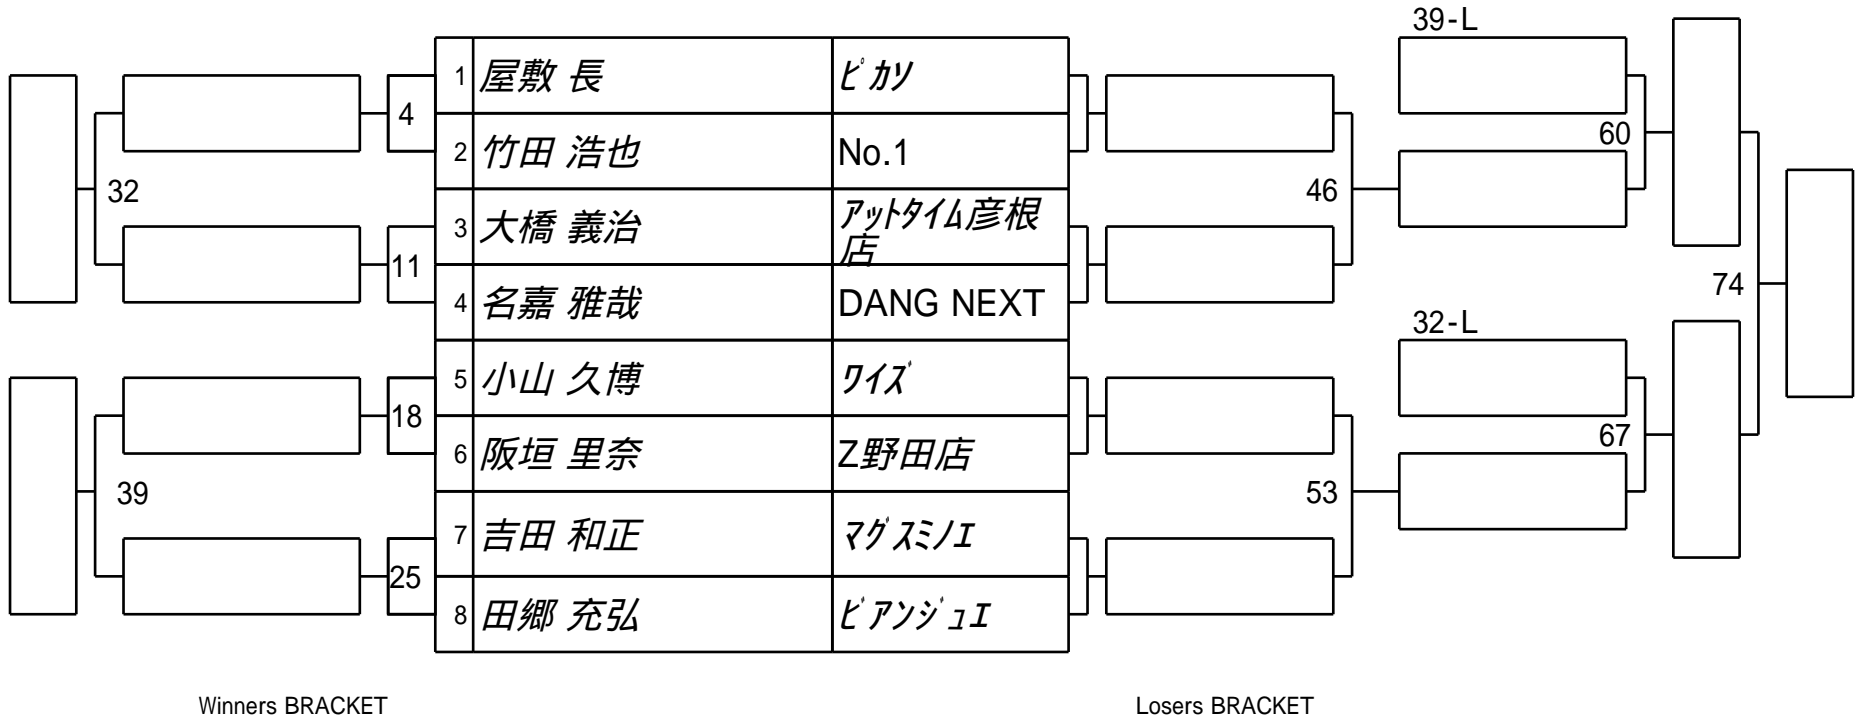 39-L
1 屋敷 長 ﾋﾟｶｿ
4
2 竹田 浩也 No.1
60
32
46
3 大橋 義治 ｱｯﾄﾀｲﾑ彦根
店
11
4 名嘉 雅哉 DANG NEXT
74
32-L
5 小山 久博 ﾜｲｽﾞ
18
67
6 阪垣 里奈 Z野田店
39
53
7 吉田 和正 ﾏｸﾞｽﾐﾉｴ
25
8 田郷 充弘 ﾋﾞｱﾝｼﾞｭｴ
Winners BRACKET
Losers BRACKET